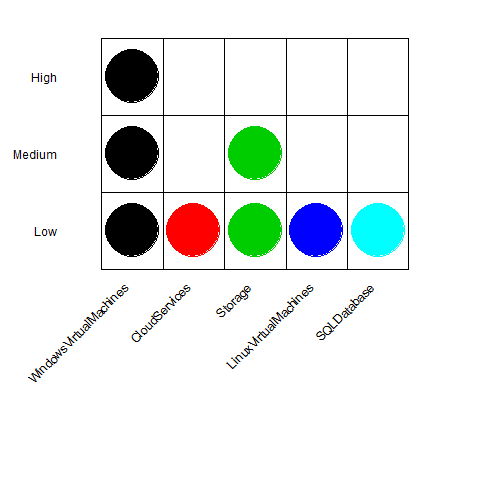 High
Medium
Low
WindowsVirtualMachines
CloudServices
Storage
LinuxVirtualMachines
SQLDatabase